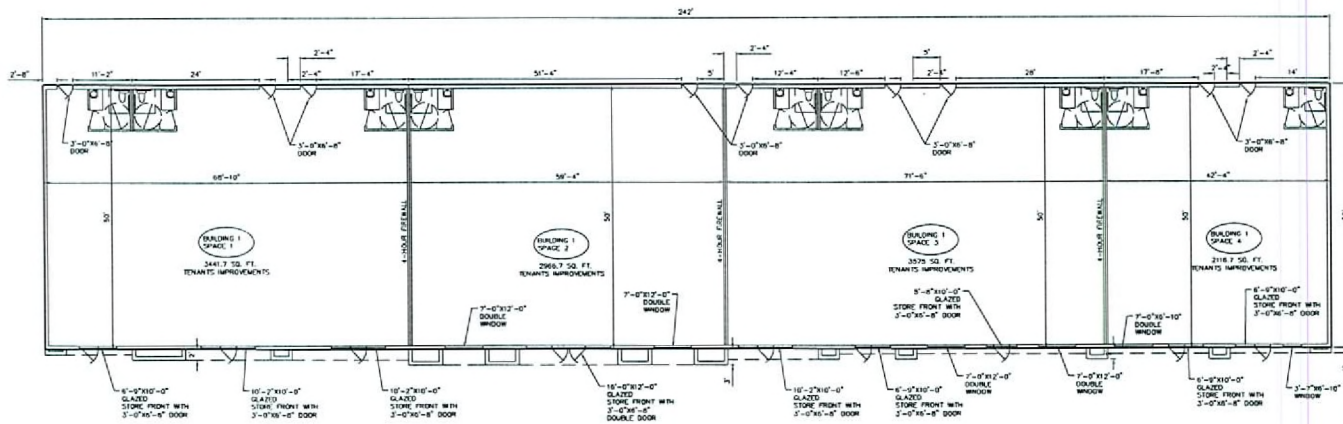 242'
2'-4"
5'
2'-4"
2'-8"
11'-2"
24'
2'-4"
17'-4"
51'-4"
5'
12'-4"
12'-6"
2'-4"
28'
17'-8"
2'-4"
14'
3'-0"X6'-8"
DOOR
3'-0"X6'-8"
DOOR
3'-0"X6'-8"
DOOR
3'-0"X6'-8"
DOOR
3'-0"X6'-8"
DOOR
68'-10"
59'-4"
71'-6"
42'-4"
50'
4-HOUR FIREWALL
50'
4-HOUR FIREWALL
50'
4-HOUR FIREWALL
50'
BUILDING 1
SPACE 1
3441.7 SQ. FT.
TENANTS IMPROVEMENTS
BUILDING 1
SPACE 2
2966.7 SQ. FT.
TENANTS IMPROVEMENTS
BUILDING 1
SPACE 3
3575 SQ. FT.
TENANTS IMPROVEMENTS
BUILDING 1
SPACE 4
2116.7 SQ. FT.
TENANTS IMPROVEMENTS
7'-0"X12'-0"
DOUBLE
WINDOW
7'-0"X12'-0"
DOUBLE
WINDOW
5'-8"X10'-0"
GLAZED
STORE FRONT WITH
3'-0"X6'-8" DOOR
7'-0"X6'-10"
DOUBLE
WINDOW
6'-9"X10'-0"
GLAZED
STORE FRONT WITH
3'-0"X6'-8" DOOR
2'
3'
6'-9"X10'-0"
GLAZED
STORE FRONT WITH
3'-0"X6'-8" DOOR
10'-2"X10'-0"
GLAZED
STORE FRONT WITH
3'-0"X6'-8" DOOR
10'-2"X10'-0"
GLAZED
STORE FRONT WITH
3'-0"X6'-8" DOOR
16'-0"X12'-0"
GLAZED
STORE FRONT WITH
3'-0"X6'-8"
DOUBLE DOOR
10'-2"X10'-0"
GLAZED
STORE FRONT WITH
3'-0"X6'-8" DOOR
6'-9"X10'-0"
GLAZED
STORE FRONT WITH
3'-0"X6'-8" DOOR
7'-0"X12'-0"
DOUBLE
WINDOW
7'-0"X12'-0"
DOUBLE
WINDOW
6'-9"X10'-0"
GLAZED
STORE FRONT WITH
3'-0"X6'-8" DOOR
3'-7"X6'-10"
WINDOW